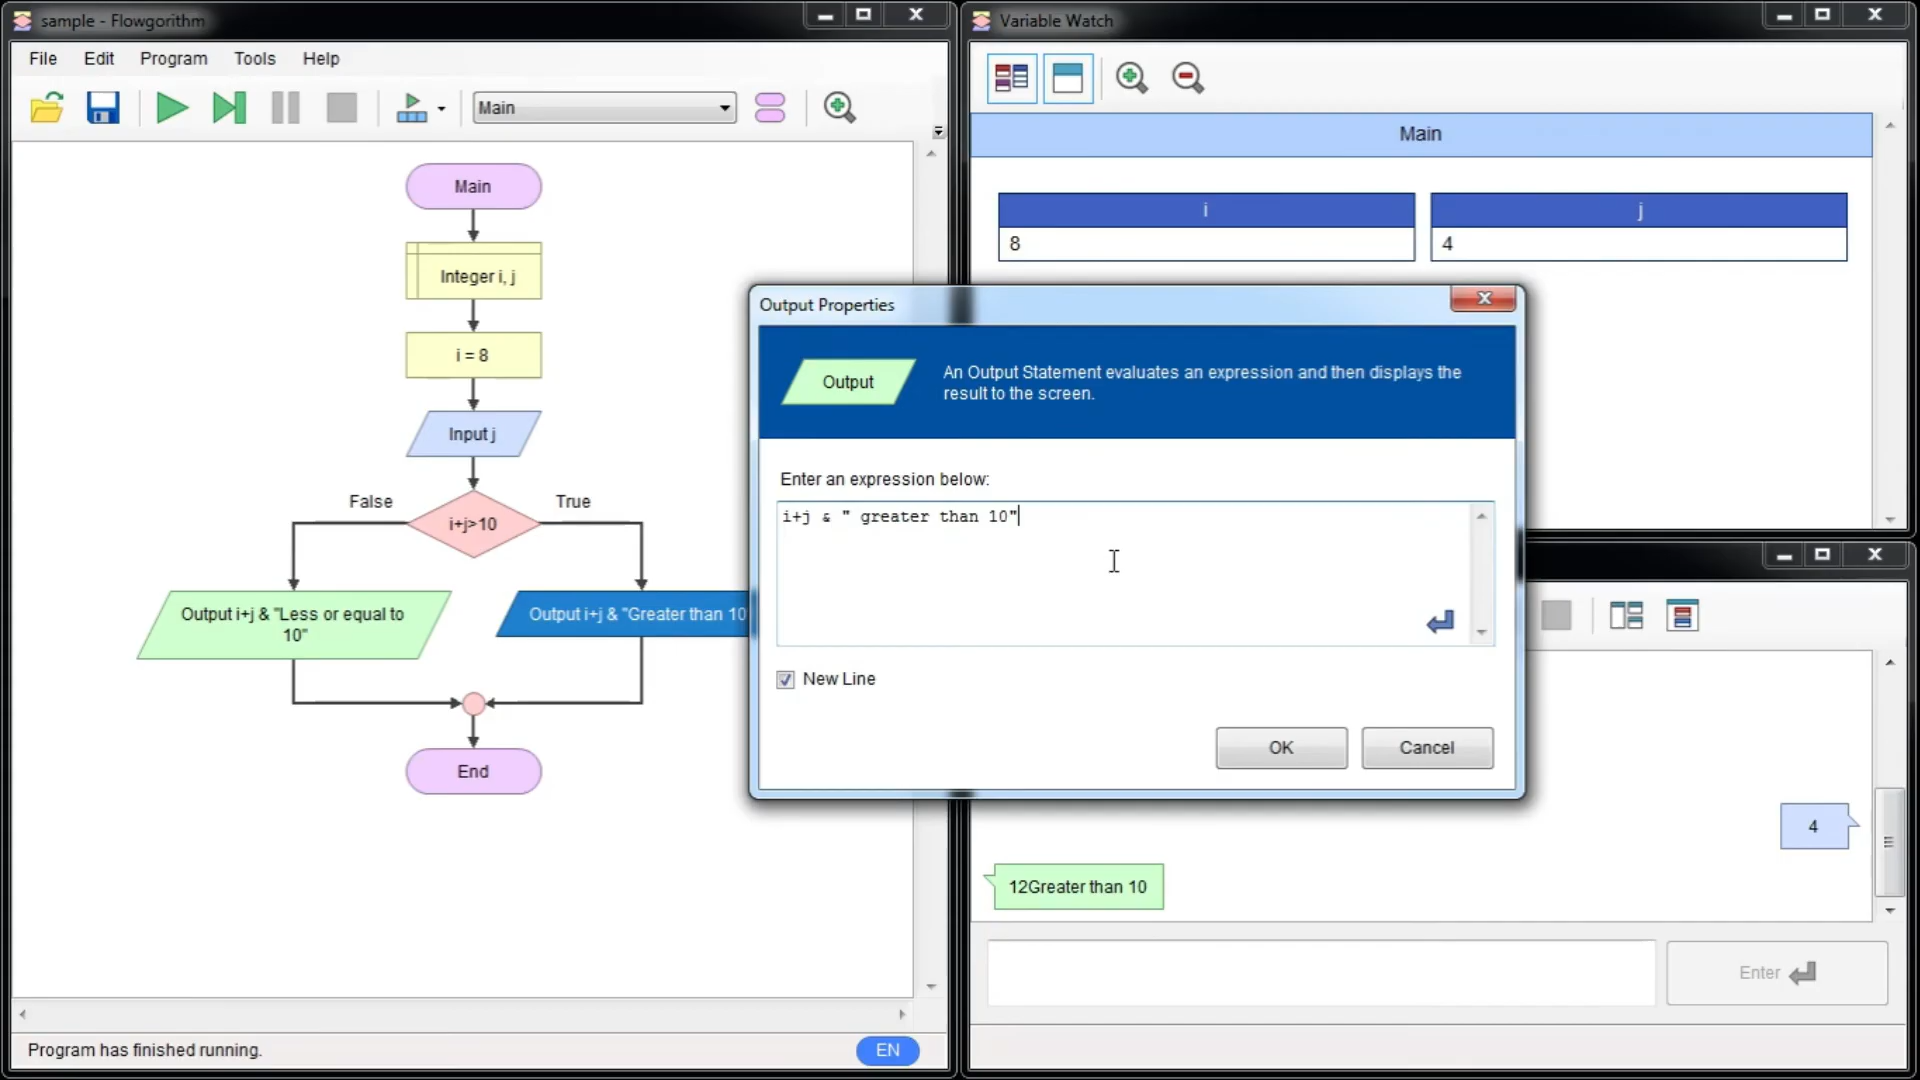 sample - Flowgorithm
File Edit Program Tools Help
Main
Main
Integer i, j
i = 8
Input j
False
True
i+j>10
Output i+j & "Less or equal to
10"
Output i+j & "Greater than 10
End
Program has finished running.
EN
Variable Watch
Main
i
j
8
4
Output Properties
Output
An Output Statement evaluates an expression and then displays the
result to the screen.
Enter an expression below:
i+j & " greater than 10"
New Line
OK
Cancel
4
12Greater than 10
Enter